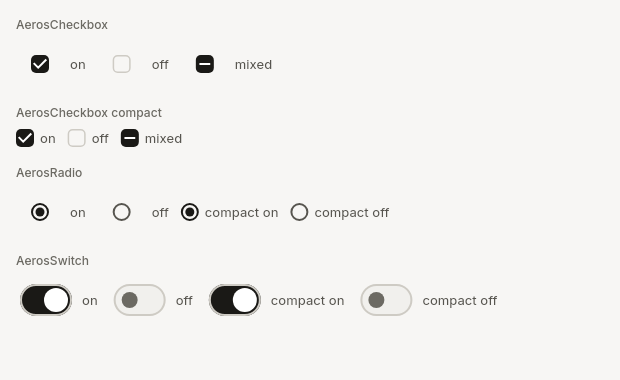 AerosCheckbox
on off mixed
AerosCheckbox compact
on off mixed
AerosRadio
on off compact on compact off
AerosSwitch
on off compact on compact off